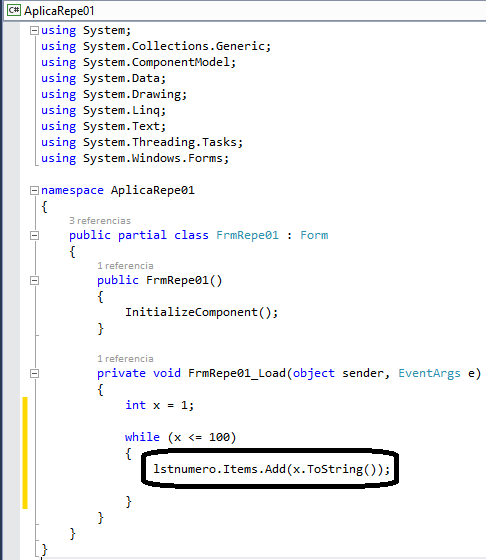 C# AplicaRepe01
using System;
using System.Collections.Generic;
using System.ComponentModel;
using System.Data;
using System.Drawing;
using System.Linq;
using System.Text;
using System.Threading.Tasks;
using System.Windows.Forms;
namespace AplicaRepe01
{
3 referencias
public partial class FrmRepe01 : Form
{
1 referencia
public FrmRepe01()
{
InitializeComponent();
}
1 referencia
private void FrmRepe01_Load(object sender, EventArgs e)
{
int x = 1;
while (x <= 100)
{
lstnumero.Items.Add(x.ToString());
}
}
}
}